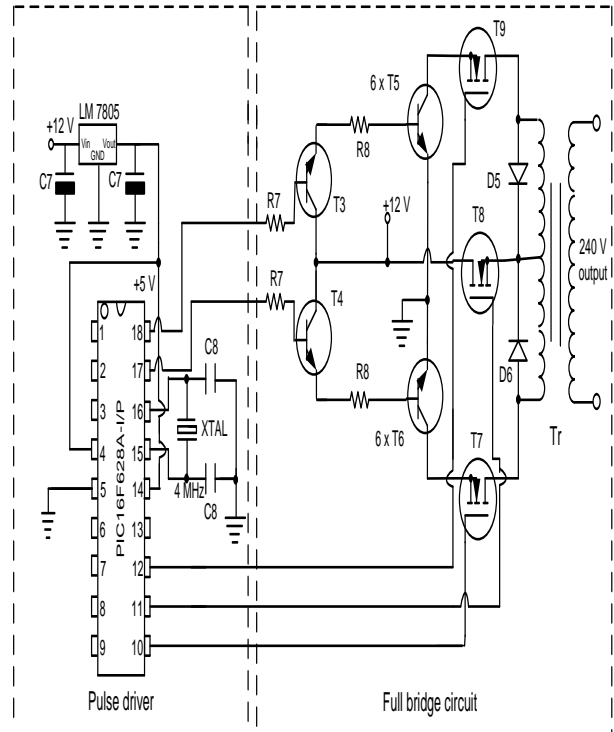 LM 7805
+12 V
Vin
Vout
GND
C7
C7
+5 V
PIC16F628A-I/P
1
2
3
4
5
6
7
8
9
18
17
16
15
14
13
12
11
10
C8
XTAL
4 MHz
C8
Pulse driver
T9
6 x T5
R8
T3
R7
D5
+12 V
T8
240 V
output
R7
T4
R8
D6
Tr
6 x T6
T7
Full bridge circuit